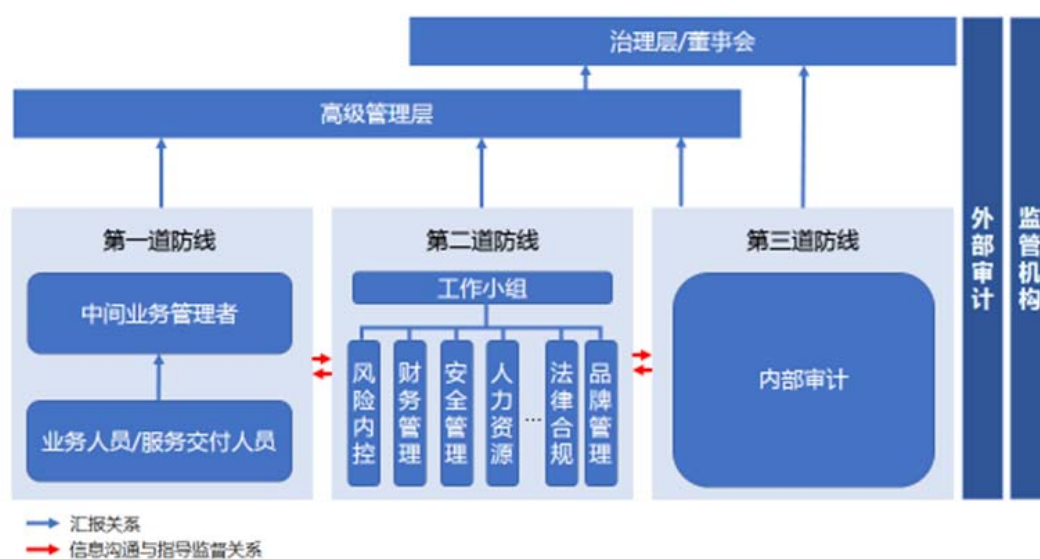 治理层/董事会
高级管理层
第一道防线
中间业务管理者
业务人员/服务交付人员
第二道防线
工作小组
风险内控
财务管理
安全管理
人力资源
...
法律合规
品牌管理
第三道防线
内部审计
外部审计
监管机构
汇报关系
信息沟通与指导监督关系